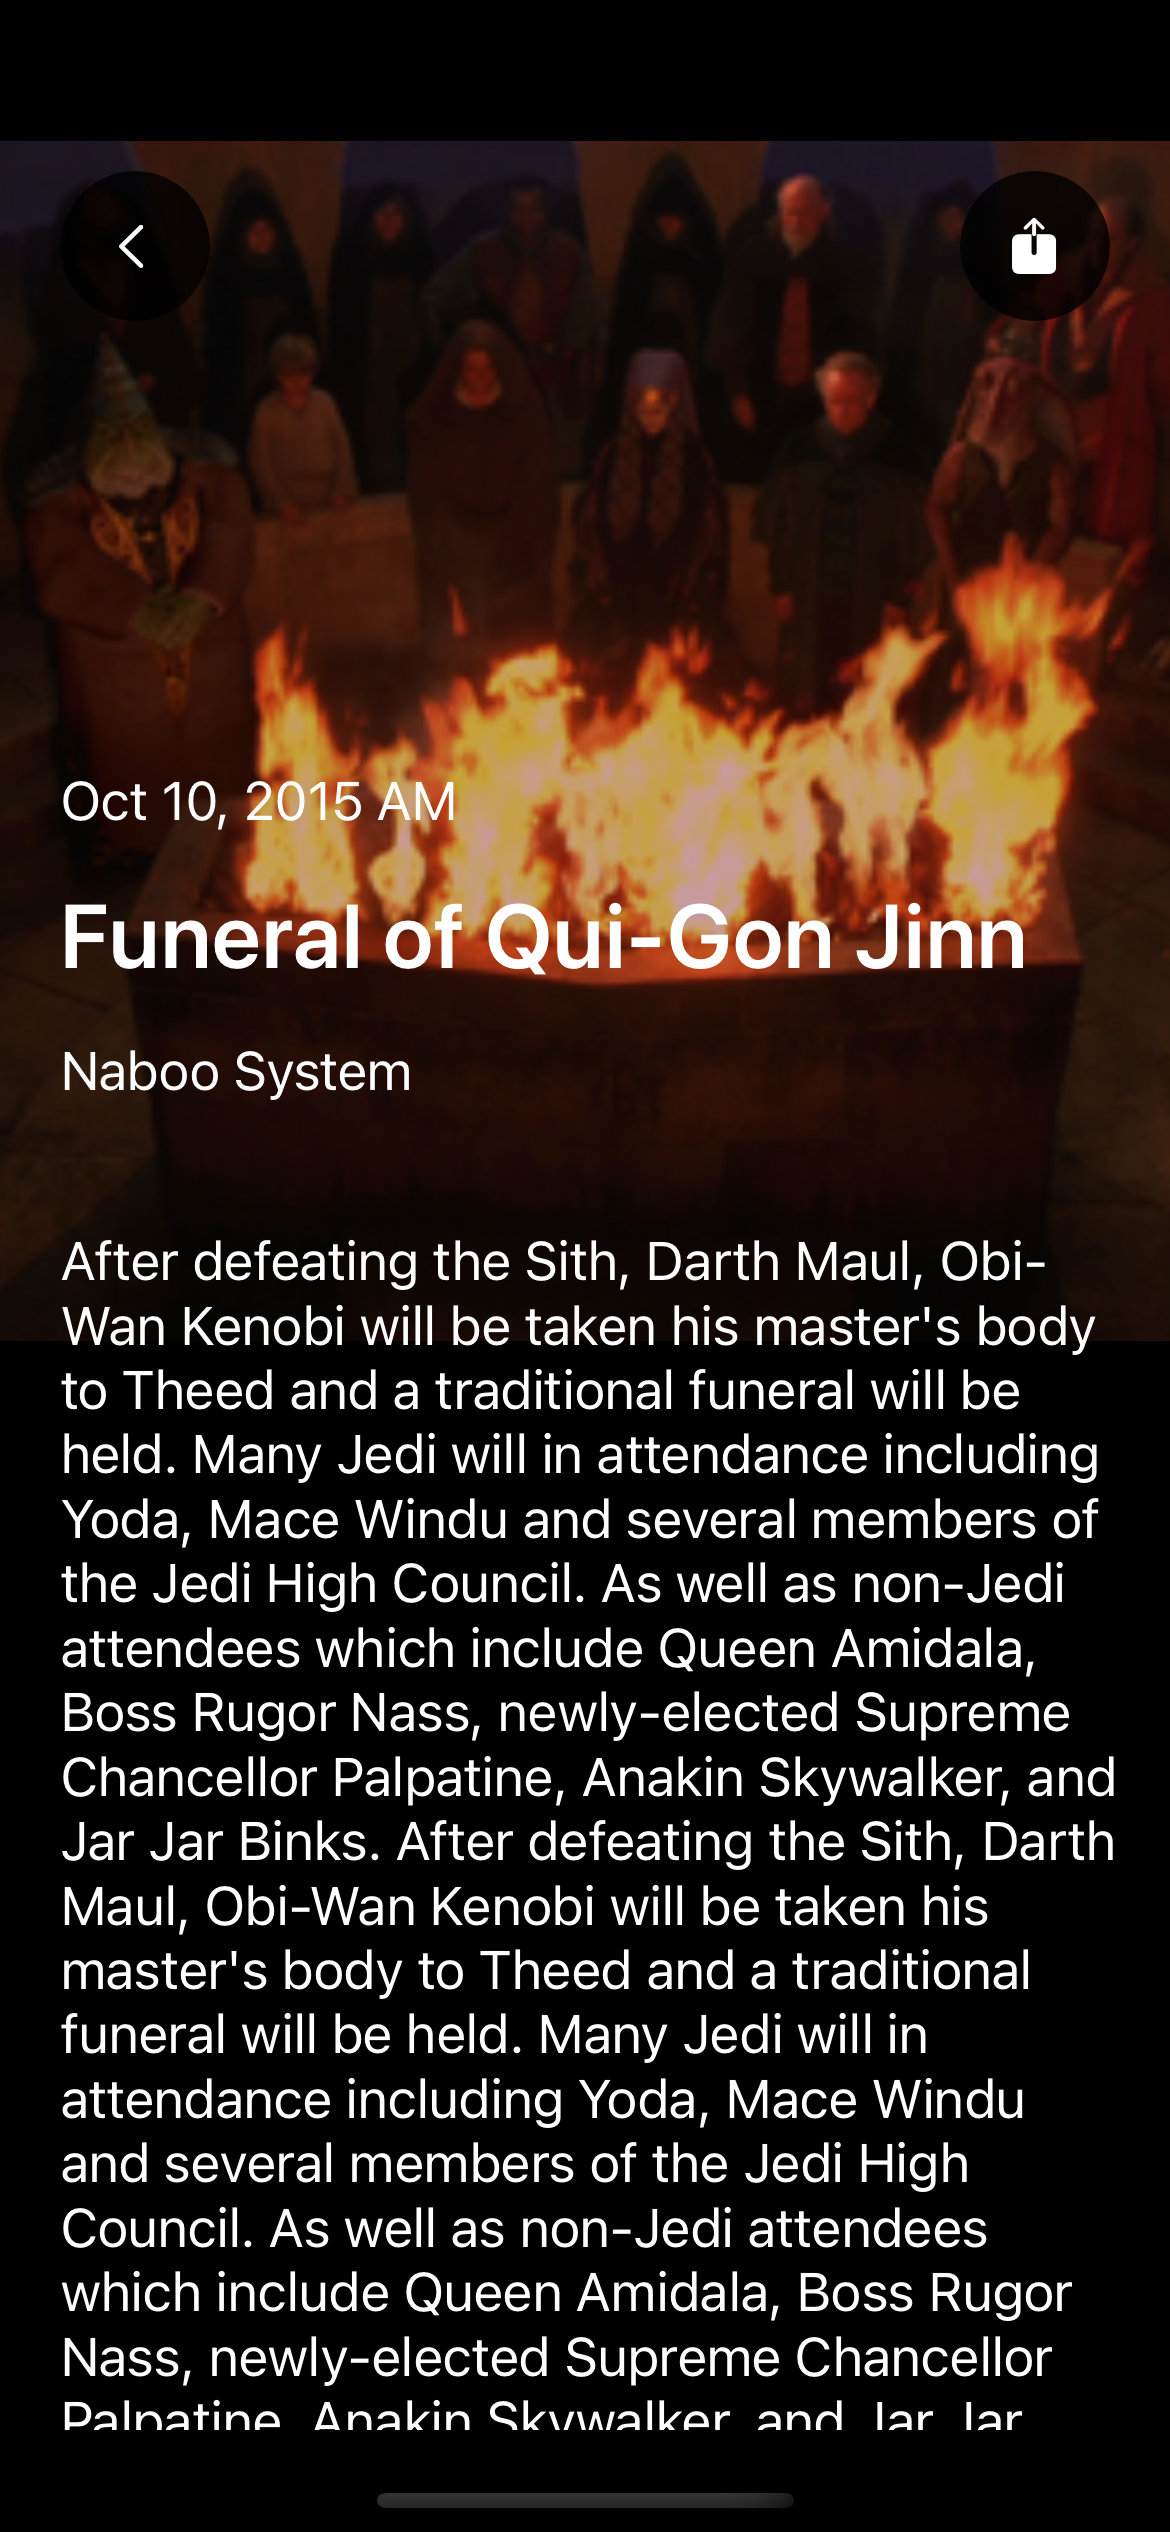 Oct 10, 2015 AM
Funeral of Qui-Gon Jinn
Naboo System
After defeating the Sith, Darth Maul, Obi-
Wan Kenobi will be taken his master's body
to Theed and a traditional funeral will be
held. Many Jedi will in attendance including
Yoda, Mace Windu and several members of
the Jedi High Council. As well as non-Jedi
attendees which include Queen Amidala,
Boss Rugor Nass, newly-elected Supreme
Chancellor Palpatine, Anakin Skywalker, and
Jar Jar Binks. After defeating the Sith, Darth
Maul, Obi-Wan Kenobi will be taken his
master's body to Theed and a traditional
funeral will be held. Many Jedi will in
attendance including Yoda, Mace Windu
and several members of the Jedi High
Council. As well as non-Jedi attendees
which include Queen Amidala, Boss Rugor
Nass, newly-elected Supreme Chancellor
Palpatine, Anakin Skywalker, and Jar Jar